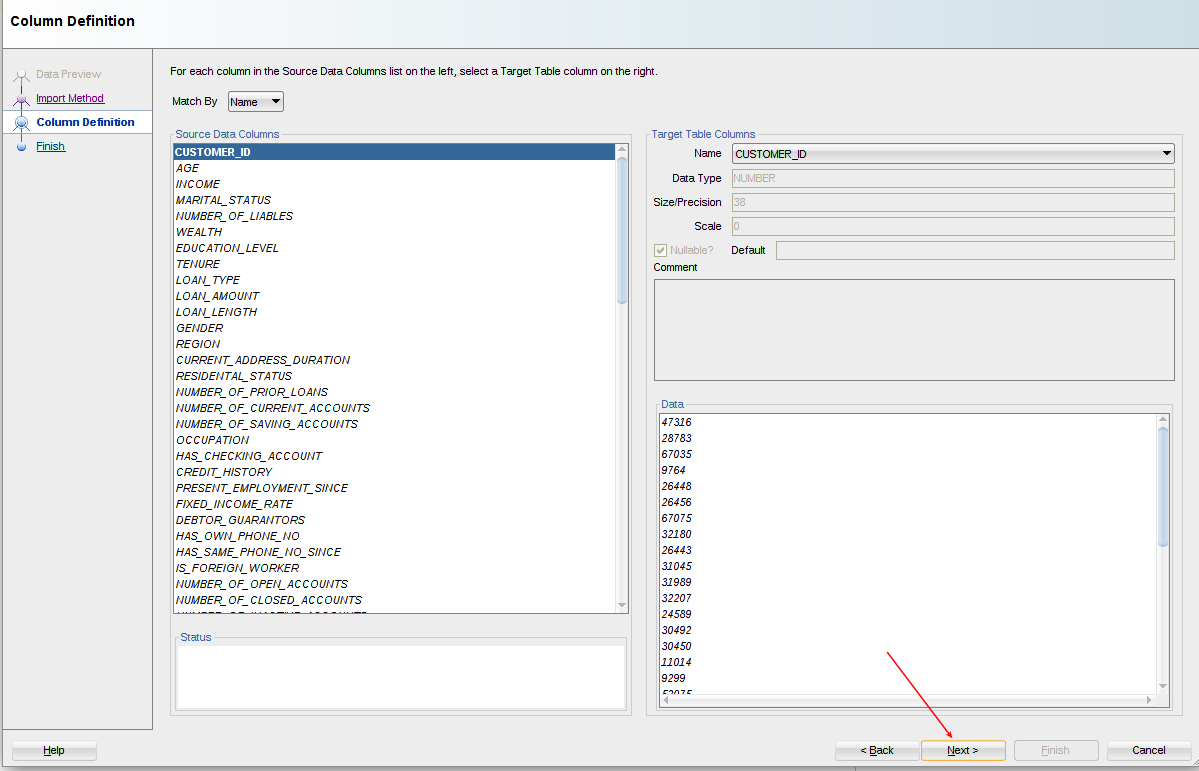 Column Definition
Data Preview
Import Method
Column Definition
Finish
For each column in the Source Data Columns list on the left, select a Target Table column on the right.
Match By Name
Source Data Columns
CUSTOMER_ID
AGE
INCOME
MARITAL_STATUS
NUMBER_OF_LIABLES
WEALTH
EDUCATION_LEVEL
TENURE
LOAN_TYPE
LOAN_AMOUNT
LOAN_LENGTH
GENDER
REGION
CURRENT_ADDRESS_DURATION
RESIDENTAL_STATUS
NUMBER_OF_PRIOR_LOANS
NUMBER_OF_CURRENT_ACCOUNTS
NUMBER_OF_SAVING_ACCOUNTS
OCCUPATION
HAS_CHECKING_ACCOUNT
CREDIT_HISTORY
PRESENT_EMPLOYMENT_SINCE
FIXED_INCOME_RATE
DEBTOR_GUARANTORS
HAS_OWN_PHONE_NO
HAS_SAME_PHONE_NO_SINCE
IS_FOREIGN_WORKER
NUMBER_OF_OPEN_ACCOUNTS
NUMBER_OF_CLOSED_ACCOUNTS
Status
Target Table Columns
Name CUSTOMER_ID
Data Type NUMBER
Size/Precision 38
Scale 0
Nullable? Default
Comment
Data
47316
28783
67035
9764
26448
26456
67075
32180
26443
31045
31989
32207
24589
30492
30450
11014
9299
Help
< Back
Next >
Finish
Cancel